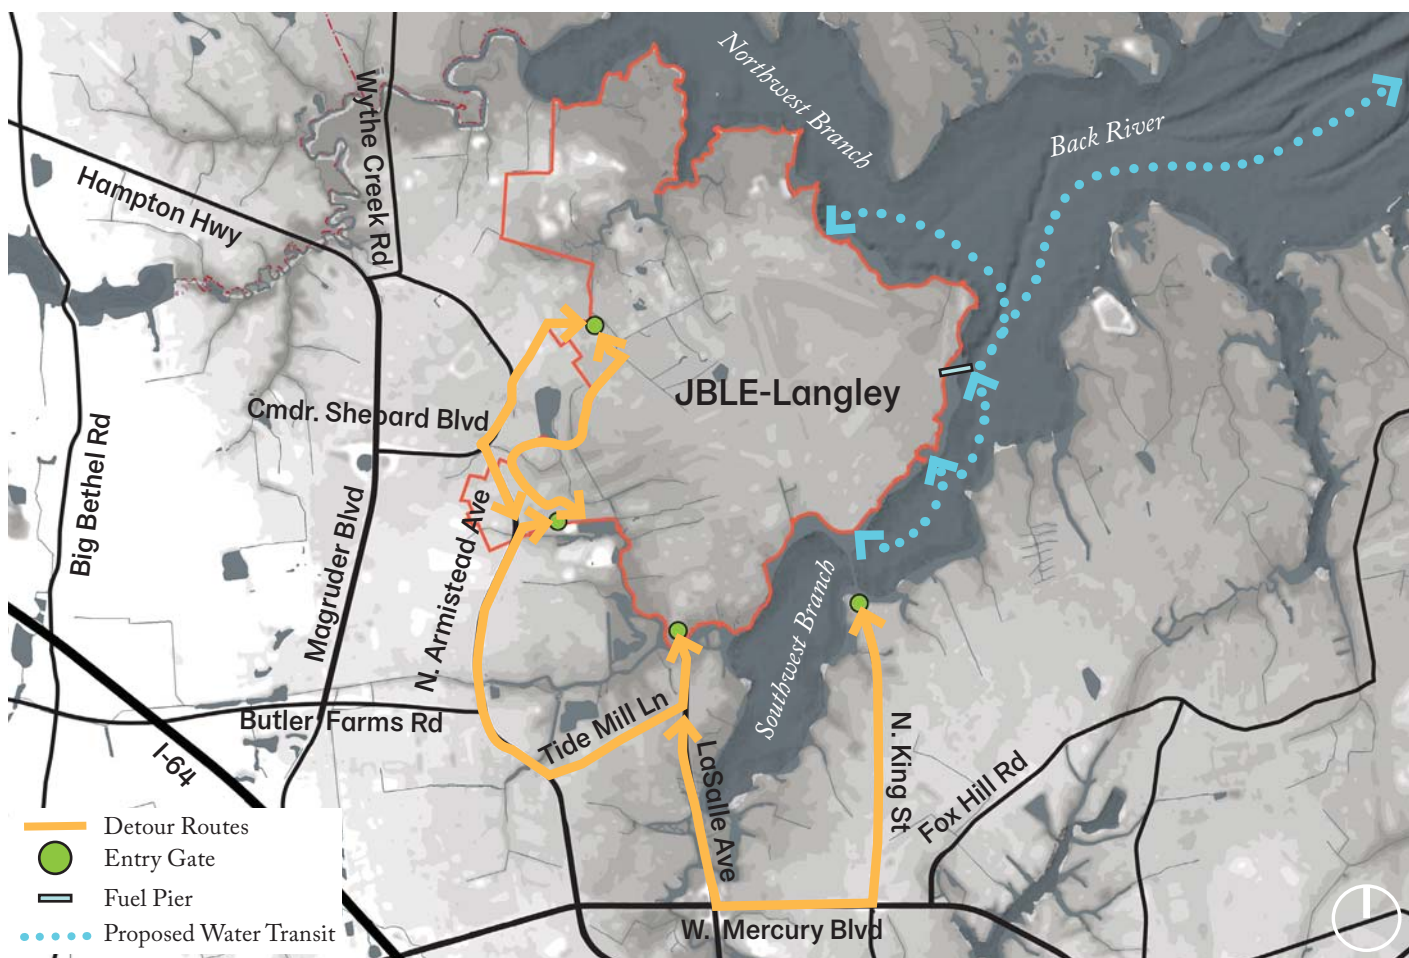 Northwest Branch
Back River
Wythe Creek Rd
Hampton Hwy
JBLE-Langley
Cmdr. Shepard Blvd
Big Bethel Rd
Magruder Blvd
N. Armistead Ave
Southwest Branch
Butler Farms Rd
Tide Mill Ln
I-64
LaSalle Ave
N. King St
Fox Hill Rd
W. Mercury Blvd
Detour Routes
Entry Gate
Fuel Pier
Proposed Water Transit